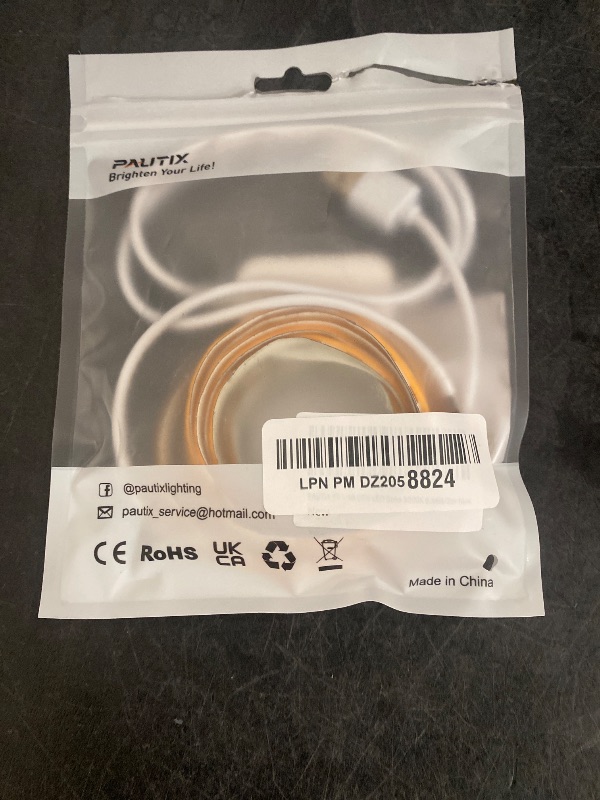 PAUTIX
Brighten Your Life!
LPN PM DZ2058824
@pautixlighting
pautix_service@hotmail.com
New
CE RoHS UK
CA
Made in China